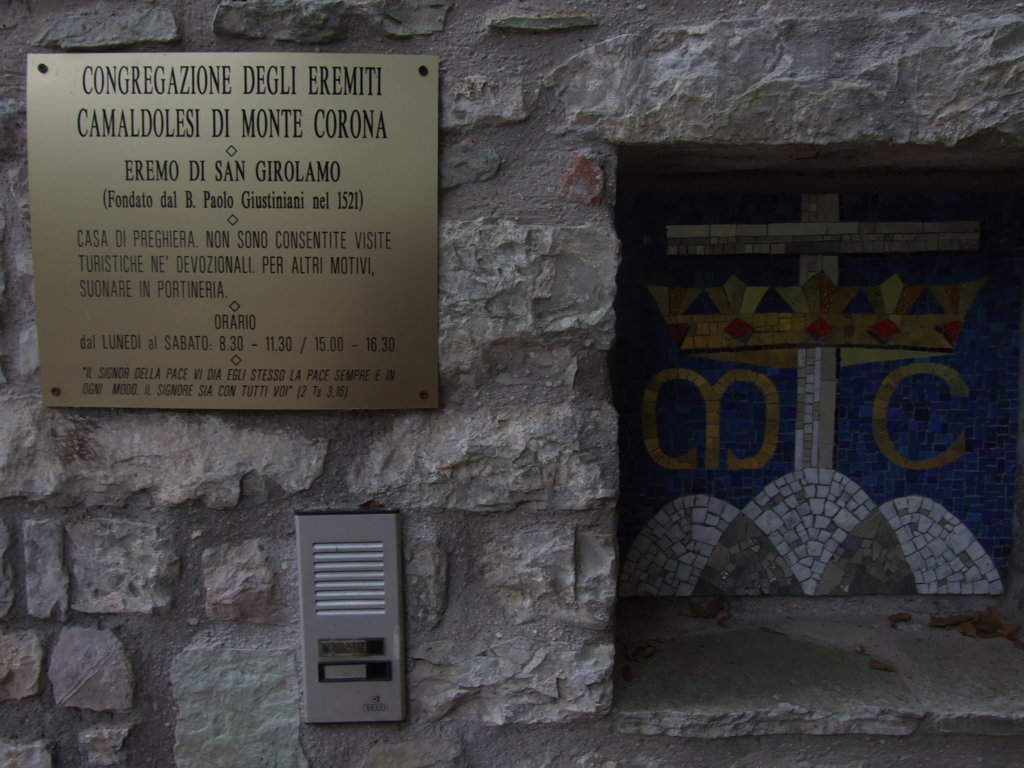 CONGREGAZIONE DEGLI EREMITI
CAMALDOLESI DI MONTE CORONA
EREMO DI SAN GIROLAMO
(Fondato dal B. Paolo Giustiniani nel 1521)
CASA DI PREGHIERA. NON SONO CONSENTITE VISITE
TURISTICHE NE' DEVOZIONALI. PER ALTRI MOTIVI,
SUONARE IN PORTINERIA.
ORARIO
dal LUNEDI al SABATO: 8.30 - 11.30 / 15.00 - 16.30
"IL SIGNOR DELLA PACE VI DIA EGLI STESSO LA PACE SEMPRE E IN
OGNI MODO. IL SIGNORE SIA CON TUTTI VOI" (2 Ts 3,16)
M C